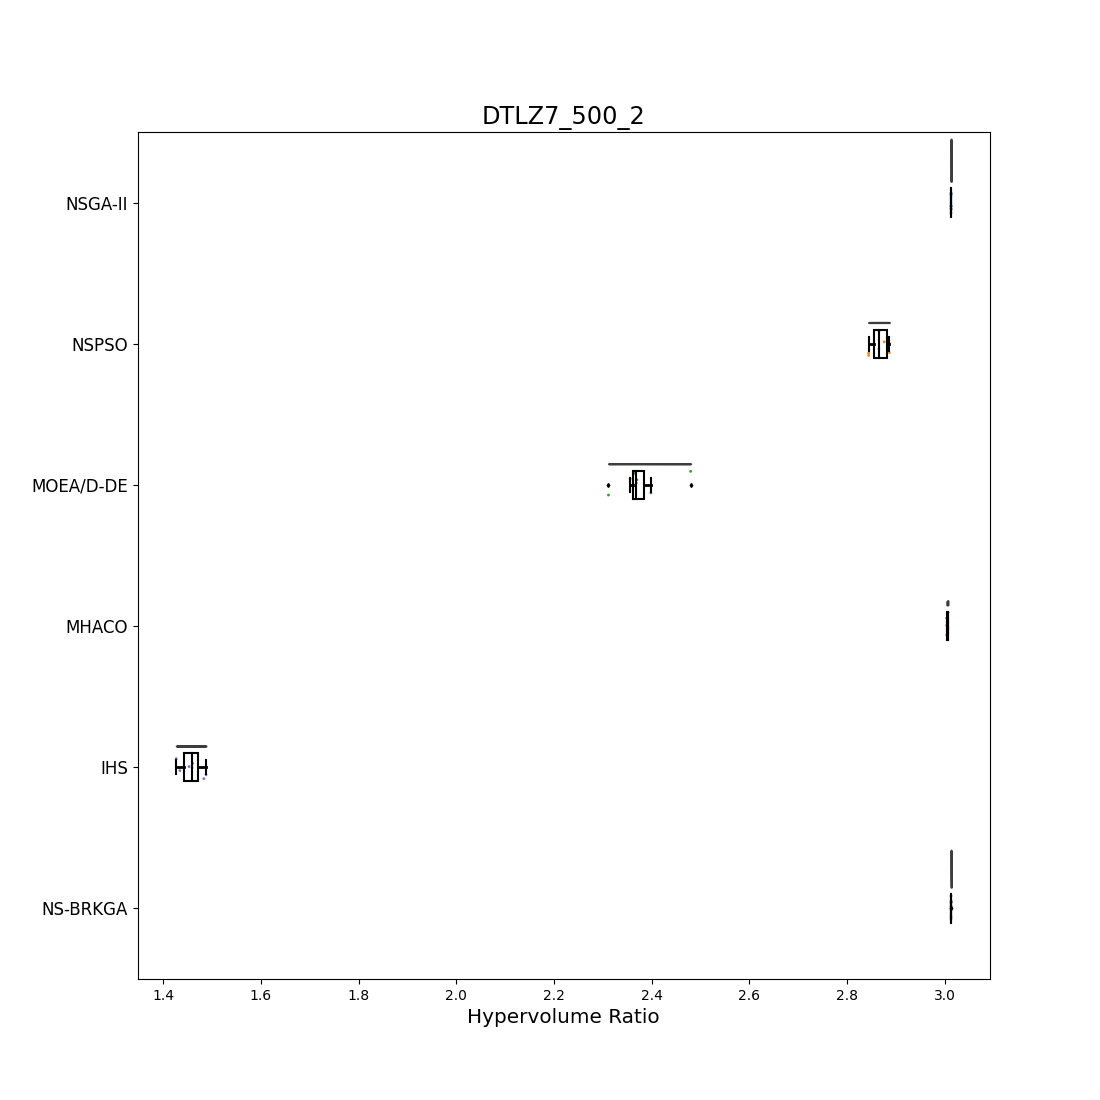 DTLZ7_500_2
NSGA-II
NSPSO
MOEA/D-DE
MHACO
IHS
NS-BRKGA
1.4 1.6 1.8 2.0 2.2 2.4 2.6 2.8 3.0
Hypervolume Ratio